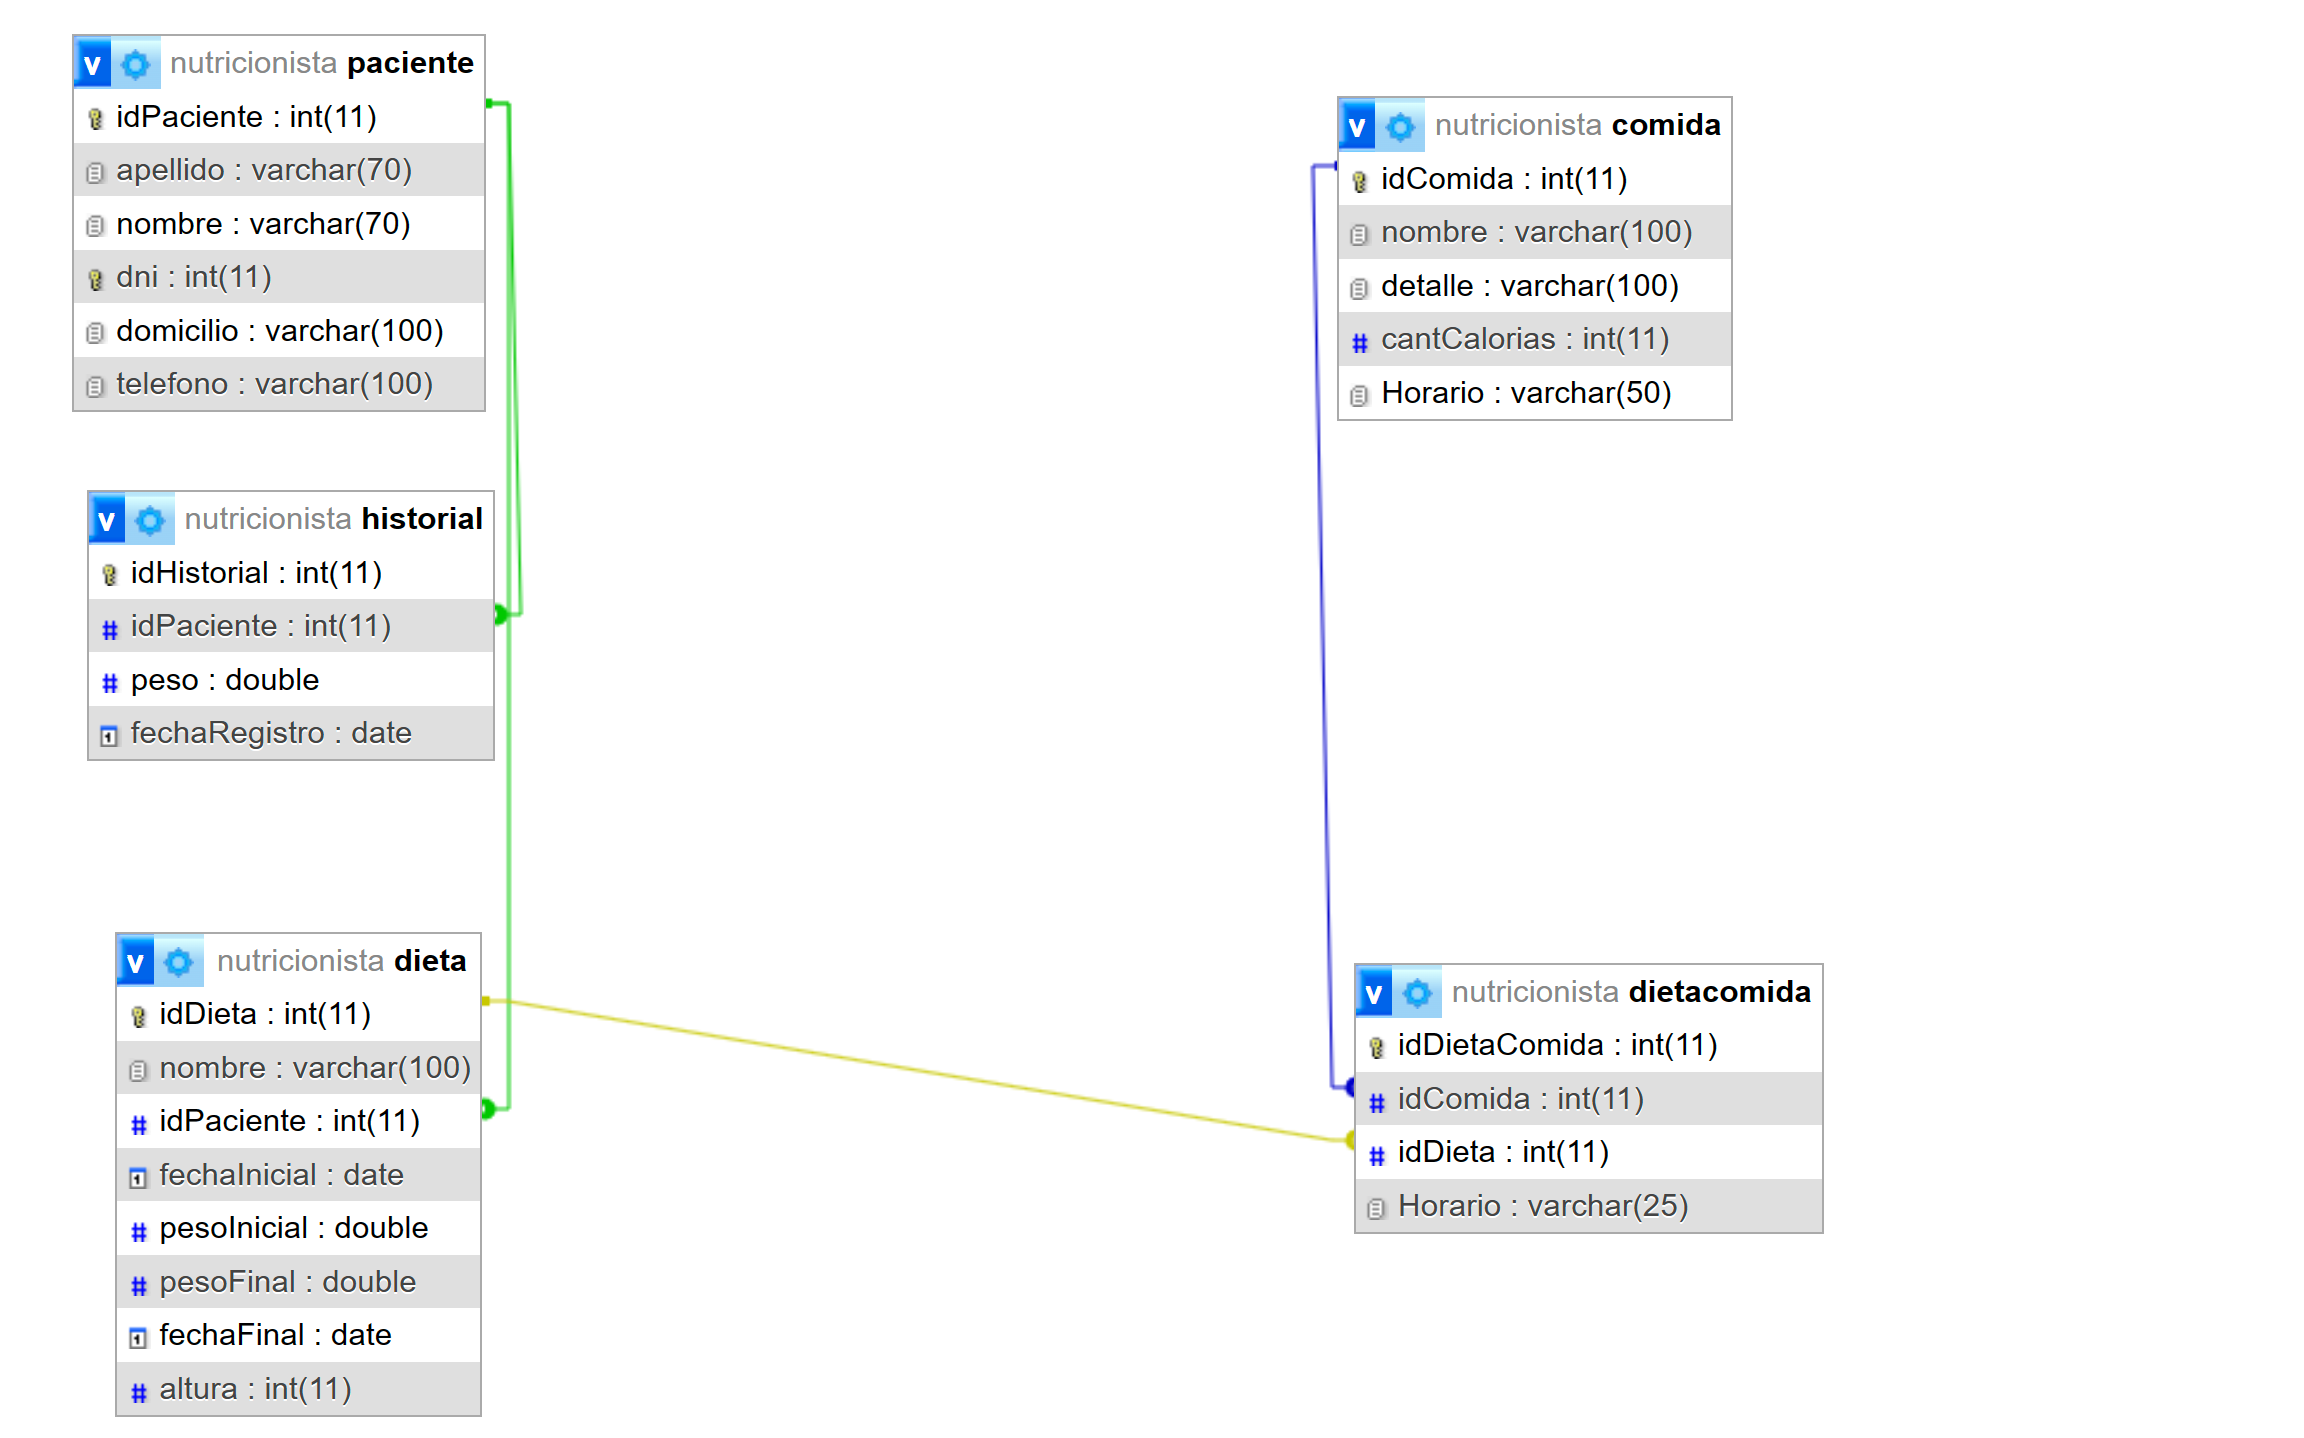 v nutricionista paciente
idPaciente : int(11)
apellido : varchar(70)
nombre : varchar(70)
dni : int(11)
domicilio : varchar(100)
telefono : varchar(100)
v nutricionista historial
idHistorial : int(11)
# idPaciente : int(11)
# peso : double
fechaRegistro : date
v nutricionista dieta
idDieta : int(11)
nombre : varchar(100)
# idPaciente : int(11)
fechaInicial : date
# pesoInicial : double
# pesoFinal : double
fechaFinal : date
# altura : int(11)
v nutricionista comida
idComida : int(11)
nombre : varchar(100)
detalle : varchar(100)
# cantCalorias : int(11)
Horario : varchar(50)
v nutricionista dietacomida
idDietaComida : int(11)
# idComida : int(11)
# idDieta : int(11)
Horario : varchar(25)